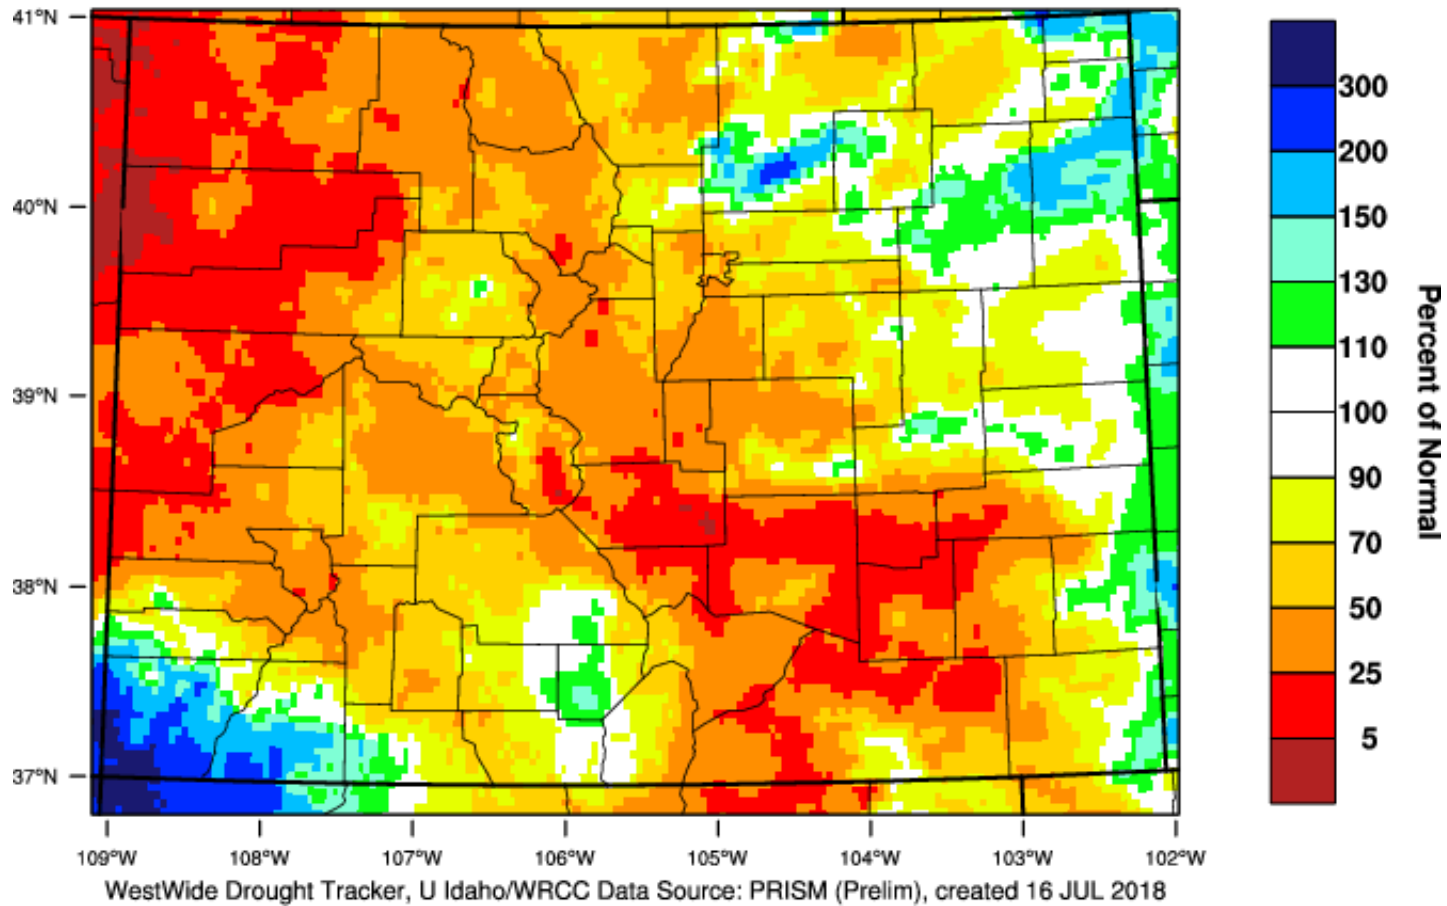 41°N
40°N
39°N
38°N
37°N
109°W 108°W 107°W 106°W 105°W 104°W 103°W 102°W
300
200
150
130
110
100
90
70
50
25
5
Percent of Normal
WestWide Drought Tracker, U Idaho/WRCC Data Source: PRISM (Prelim), created 16 JUL 2018